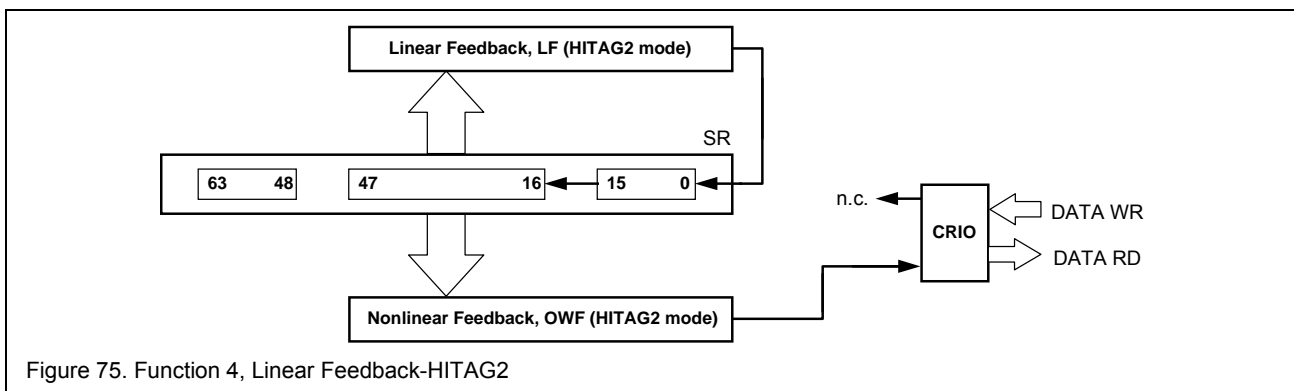 Linear Feedback, LF (HITAG2 mode)
SR
63 48 47 16 15 0
n.c.
CRIO
DATA WR
DATA RD
Nonlinear Feedback, OWF (HITAG2 mode)
Figure 75. Function 4, Linear Feedback-HITAG2